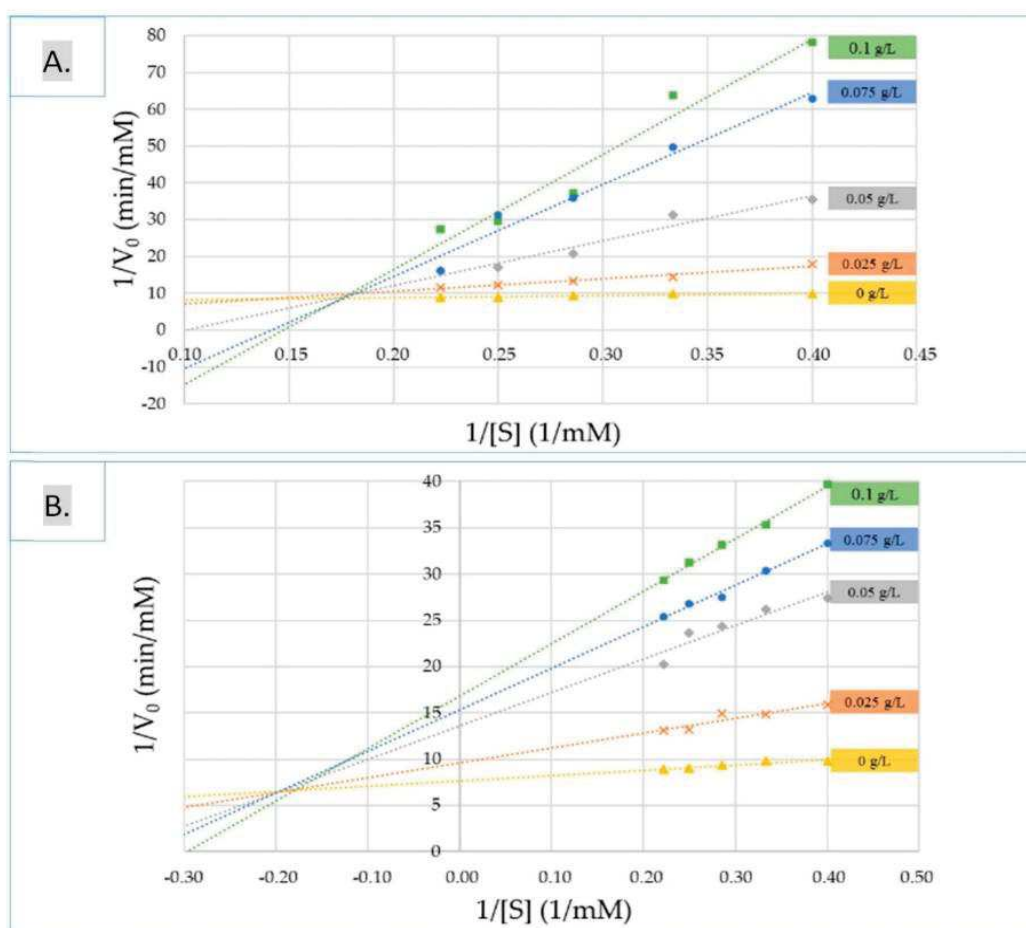 A.
1/V₀ (min/mM)
80
70
60
50
40
30
20
10
0
-10
-20
0.10 0.15 0.20 0.25 0.30 0.35 0.40 0.45
0.1 g/L
0.075 g/L
0.05 g/L
0.025 g/L
0 g/L
1/[S] (1/mM)
B.
1/V₀ (min/mM)
40
35
30
25
20
15
10
5
0
-0.30 -0.20 -0.10 0.00 0.10 0.20 0.30 0.40 0.50
0.1 g/L
0.075 g/L
0.05 g/L
0.025 g/L
0 g/L
1/[S] (1/mM)